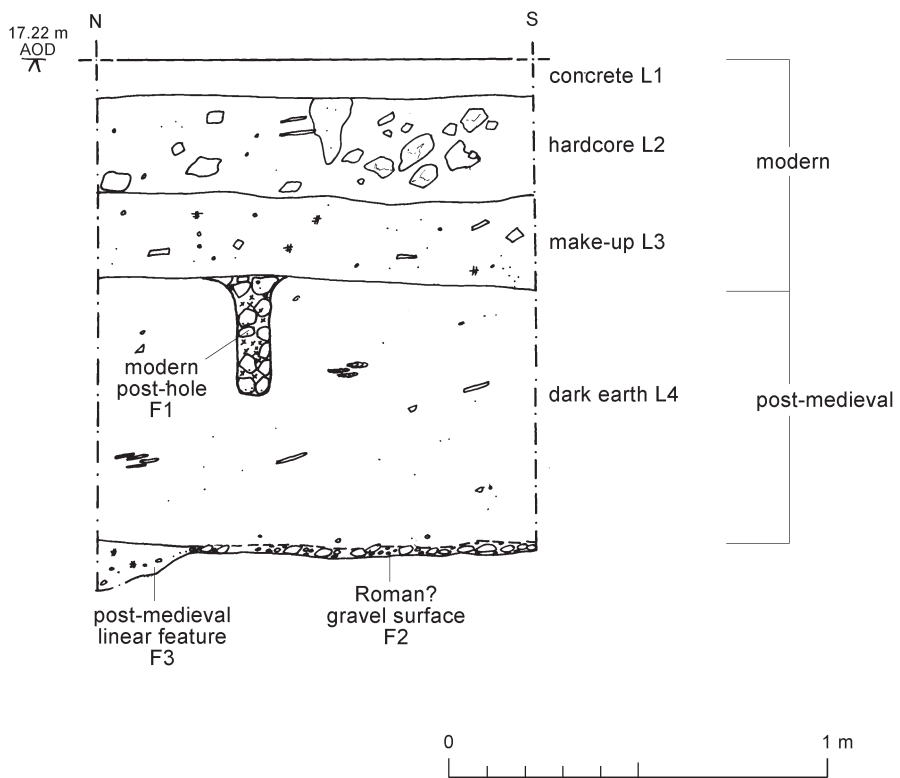 N
S
17.22 m
AOD
concrete L1
hardcore L2
modern
make-up L3
modern
post-hole
F1
dark earth L4
post-medieval
Roman?
gravel surface
F2
post-medieval
linear feature
F3
0
1 m